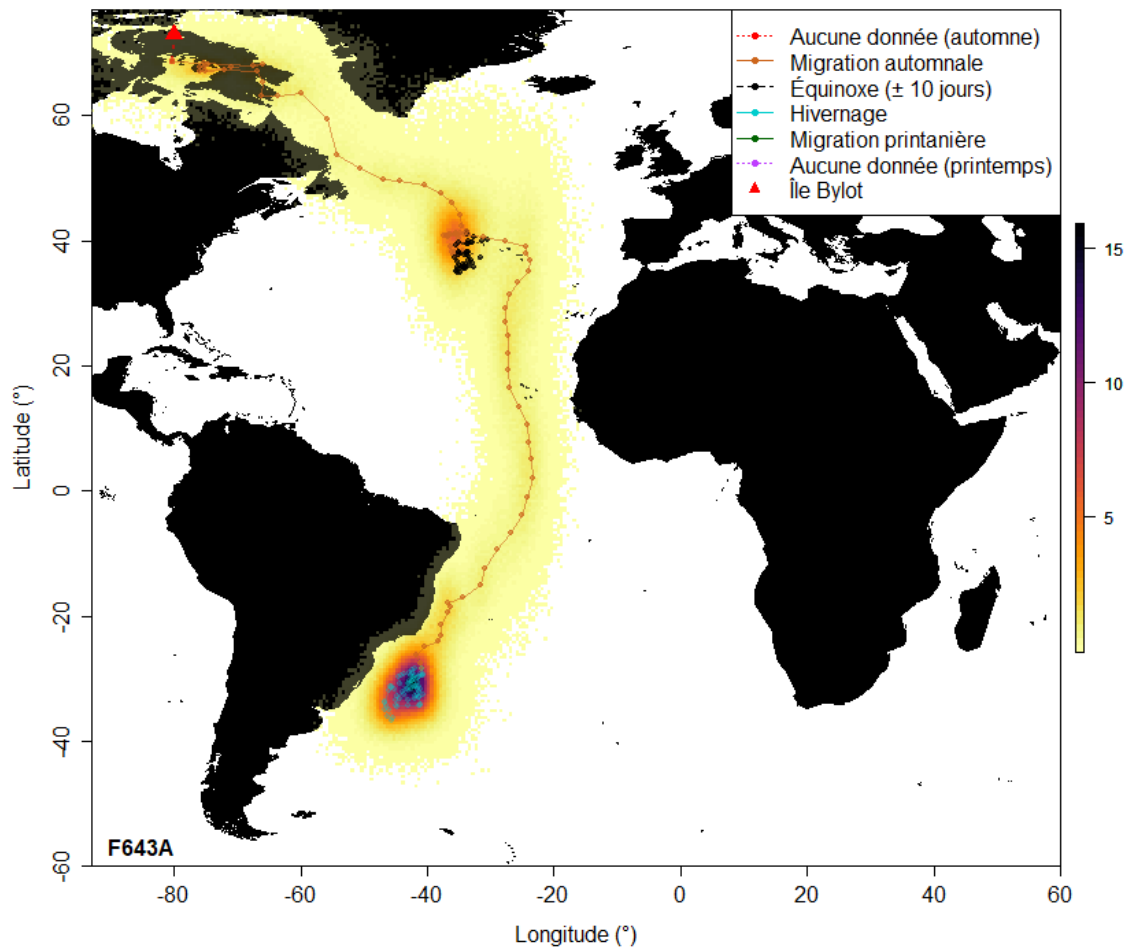 Aucune donnée (automne)
Migration automnale
Équinoxe (± 10 jours)
Hivernage
Migration printanière
Aucune donnée (printemps)
Île Bylot
60
40
20
0
-20
-40
-60
Latitude (°)
15
10
5
F643A
-80 -60 -40 -20 0 20 40 60
Longitude (°)